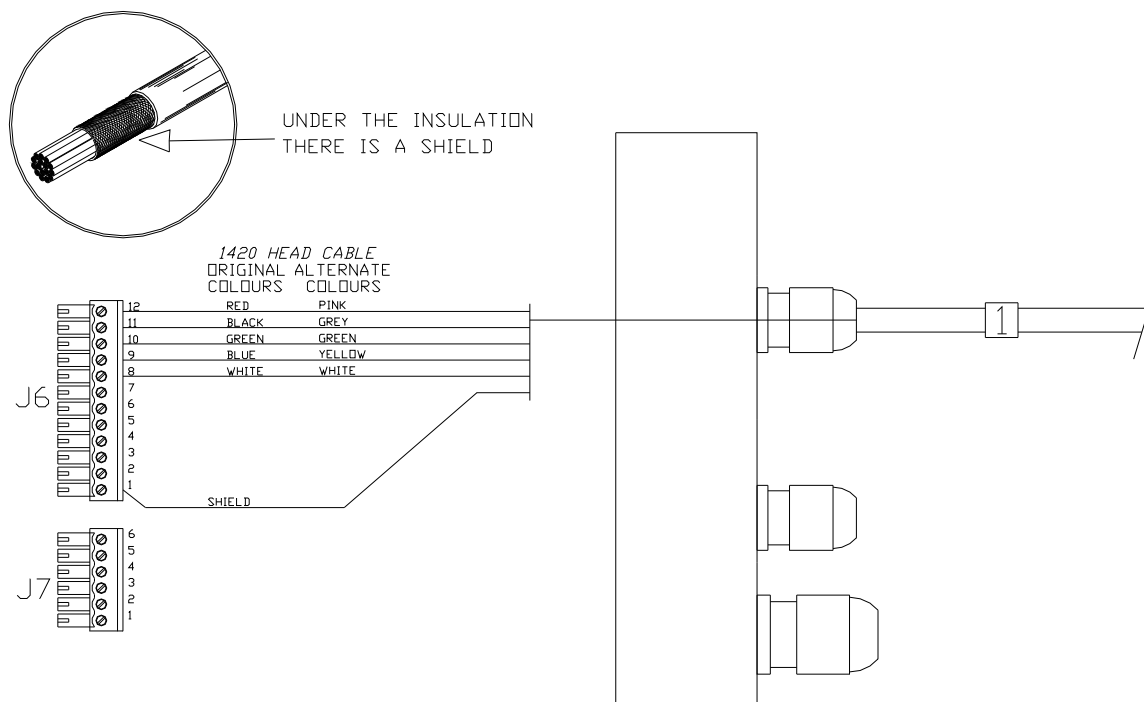 UNDER THE INSULATION
THERE IS A SHIELD
1420 HEAD CABLE
ORIGINAL ALTERNATE
COLOURS COLOURS
12 RED PINK
11 BLACK GREY
10 GREEN GREEN
9 BLUE YELLOW
8 WHITE WHITE
7
J6
6
5
4
3
2
1
SHIELD
1
6
5
4
J7
3
2
1